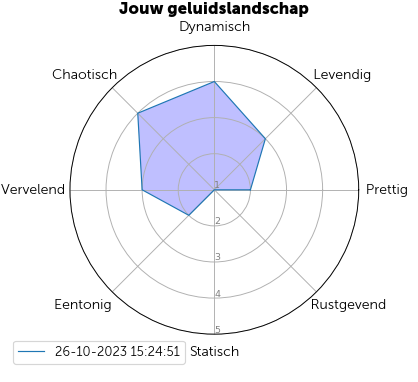 Jouw geluidslandschap
Dynamisch
Chaotisch
Levendig
Vervelend
1
Prettig
2
3
Eentonig
4
Rustgevend
5
26-10-2023 15:24:51
Statisch